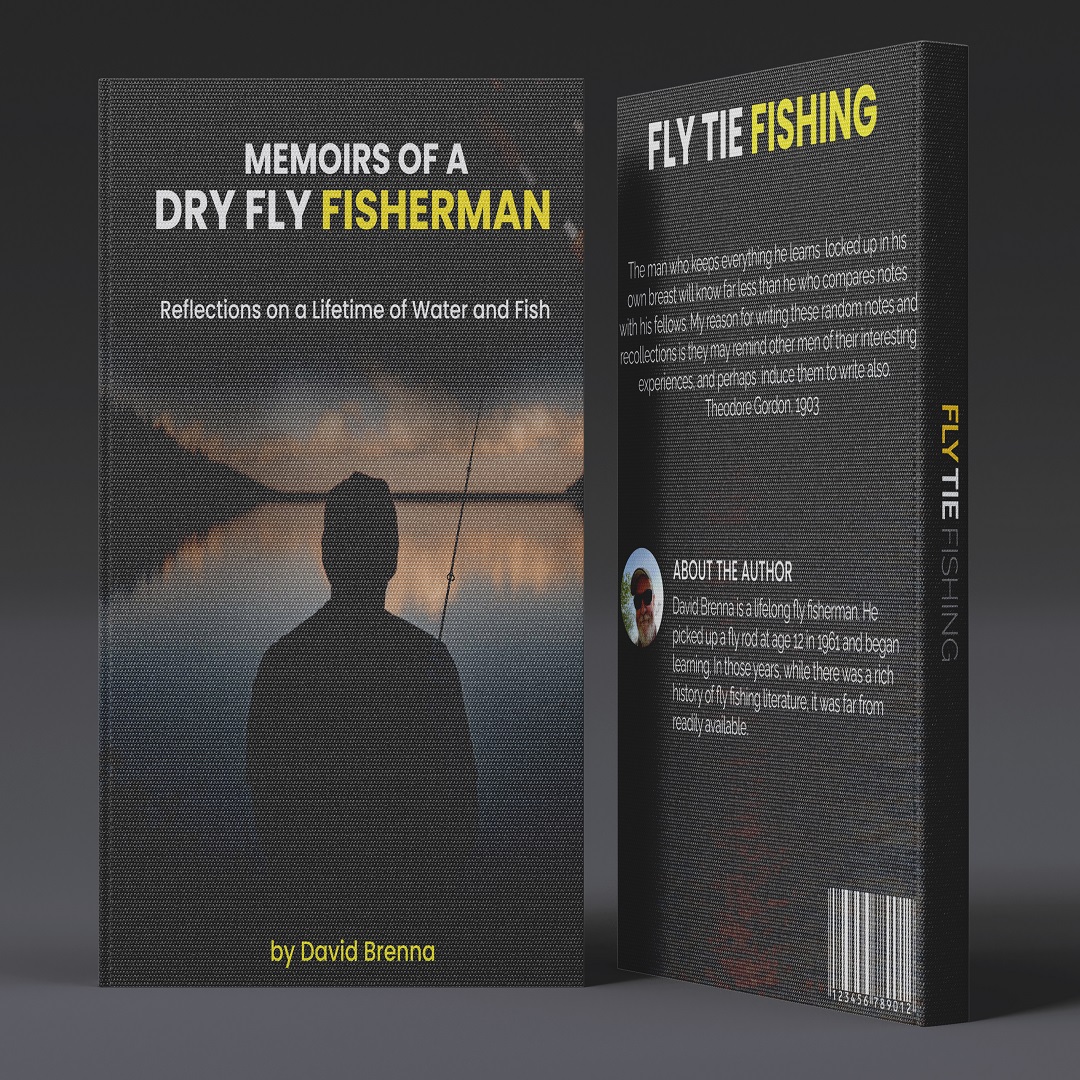 MEMOIRS OF A
DRY FLY FISHERMAN
Reflections on a Lifetime of Water and Fish
by David Brenna
FLY TIE FISHING
The man who keeps everything he learns locked up in his
own breast will know far less than he who compares notes
with his fellows. My reason for writing these random notes and
recollections is they may remind other men of their interesting
experiences, and perhaps induce them to write also.
Theodore Gordon 1903
ABOUT THE AUTHOR
David Brenna is a lifelong fly fisherman. He
picked up a fly rod at age 12 in 1961 and began
learning. In those years, while there was a rich
history of fly fishing literature, it was far from
readily available.
123456 789012
FLY TIE FISHING